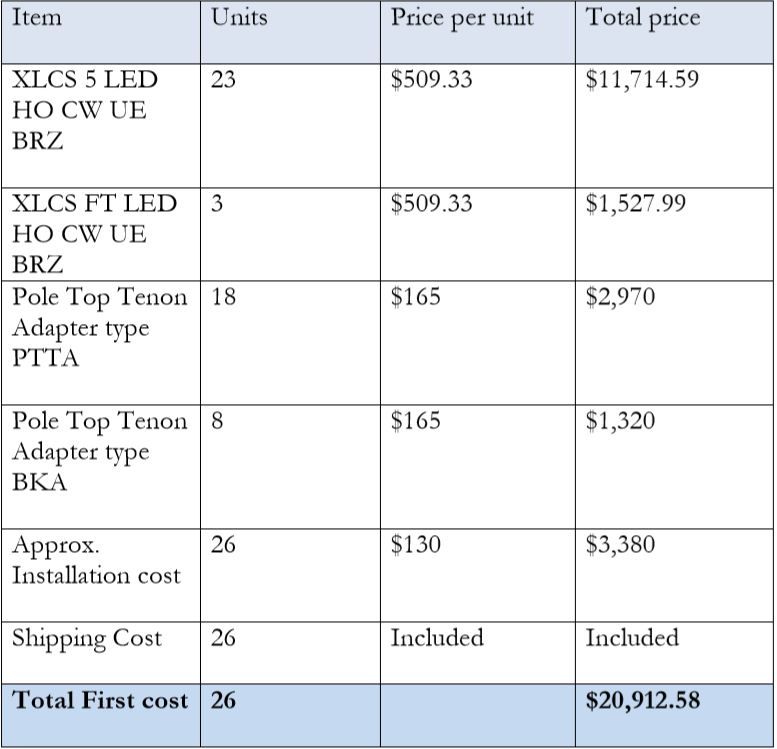 Item Units Price per unit Total price
XLCS 5 LED 23 $509.33 $11,714.59
HO CW UE
BRZ
XLCS FT LED 3 $509.33 $1,527.99
HO CW UE
BRZ
Pole Top Tenon 18 $165 $2,970
Adapter type
PTTA
Pole Top Tenon 8 $165 $1,320
Adapter type
BKA
Approx. 26 $130 $3,380
Installation cost
Shipping Cost 26 Included Included
Total First cost 26 $20,912.58